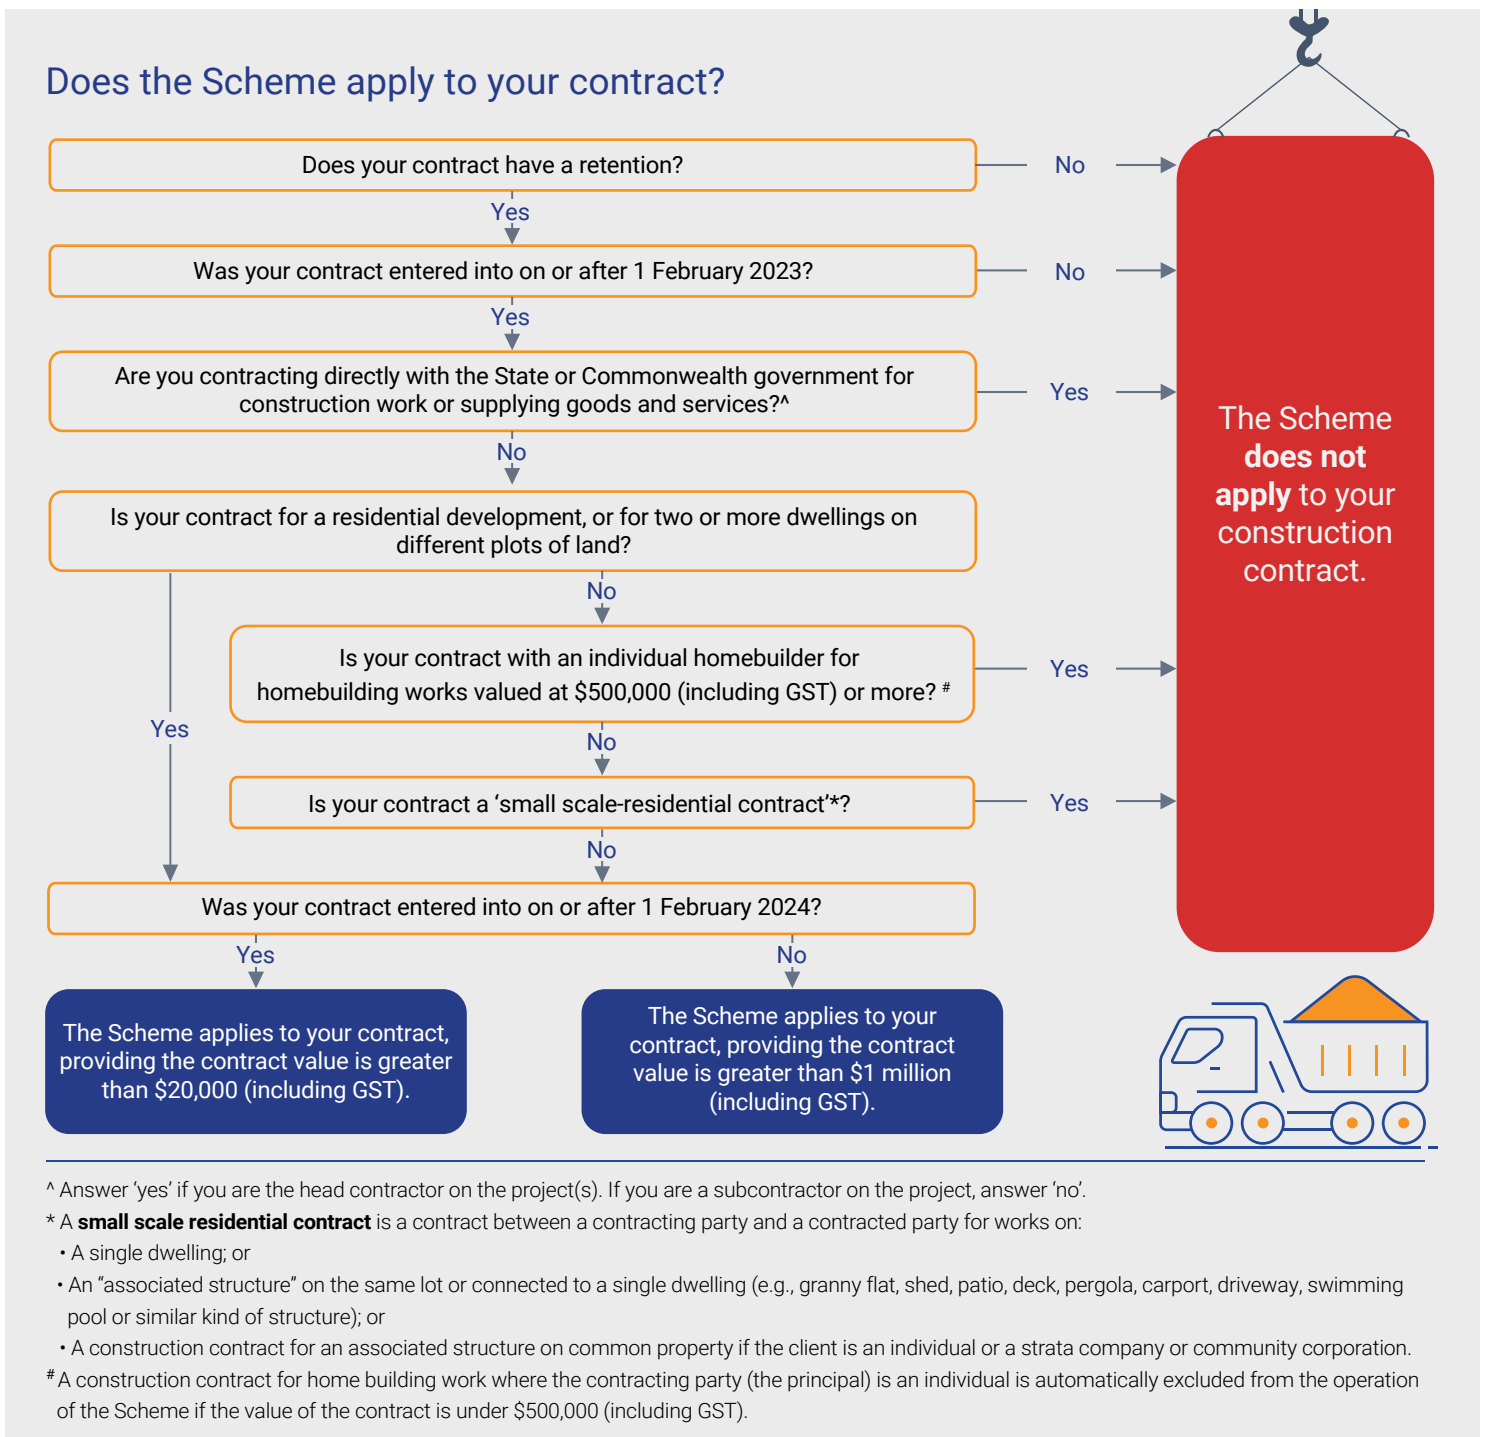 Does the Scheme apply to your contract?
Does your contract have a retention?
No
Yes
Was your contract entered into on or after 1 February 2023?
No
Yes
Are you contracting directly with the State or Commonwealth government for
construction work or supplying goods and services?^
Yes
No
Is your contract for a residential development, or for two or more dwellings on
different plots of land?
No
Is your contract with an individual homebuilder for
homebuilding works valued at $500,000 (including GST) or more? #
Yes
Yes
No
Is your contract a ‘small scale-residential contract’*?
Yes
No
Was your contract entered into on or after 1 February 2024?
Yes
No
The Scheme applies to your contract,
providing the contract value is greater
than $20,000 (including GST).
The Scheme applies to your
contract, providing the contract
value is greater than $1 million
(including GST).
The Scheme
does not
apply to your
construction
contract.
^ Answer ‘yes’ if you are the head contractor on the project(s). If you are a subcontractor on the project, answer ‘no’.
* A small scale residential contract is a contract between a contracting party and a contracted party for works on:
• A single dwelling; or
• An “associated structure” on the same lot or connected to a single dwelling (e.g., granny flat, shed, patio, deck, pergola, carport, driveway, swimming
pool or similar kind of structure); or
• A construction contract for an associated structure on common property if the client is an individual or a strata company or community corporation.
# A construction contract for home building work where the contracting party (the principal) is an individual is automatically excluded from the operation
of the Scheme if the value of the contract is under $500,000 (including GST).